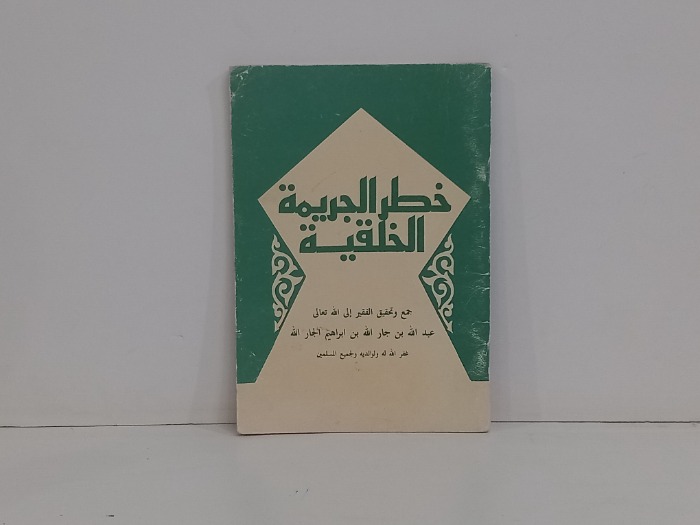 خطر الجريمة
الخلقية
جمع وتحقيق الفقير إلى الله تعالى
عبد الله بن جار الله بن ابراهيم الجار الله
غفر الله له ولوالديه ولجميع المسلمين